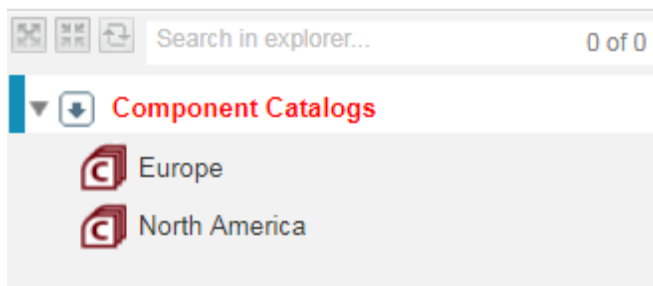 Search in explorer... 0 of 0
Component Catalogs
C Europe
C North America